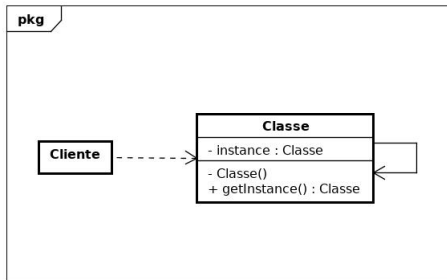 pkg
Classe
- instance : Classe
Cliente
- Classe()
+ getInstance() : Classe